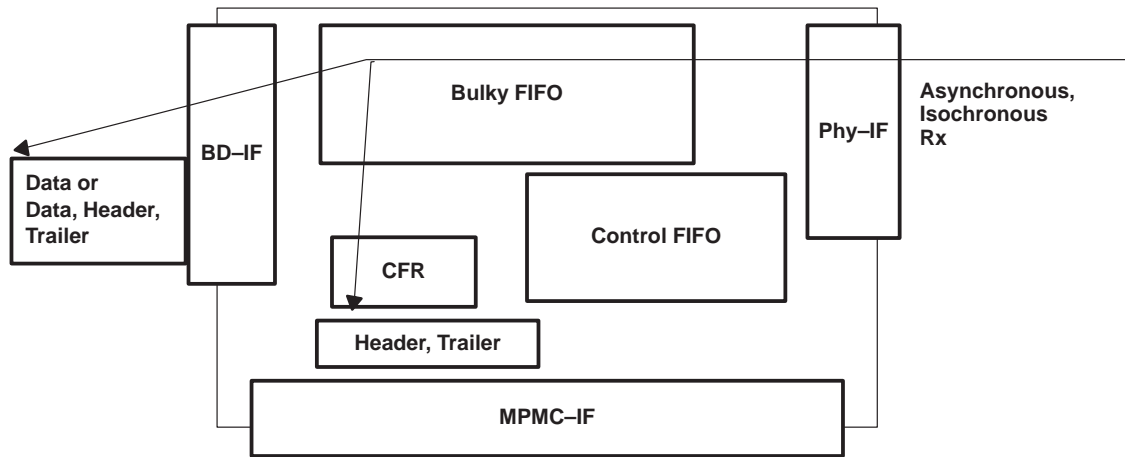 Bulky FIFO
Asynchronous,
Isochronous
Rx
Phy–IF
BD–IF
Data or
Data, Header,
Trailer
Control FIFO
CFR
Header, Trailer
MPMC–IF